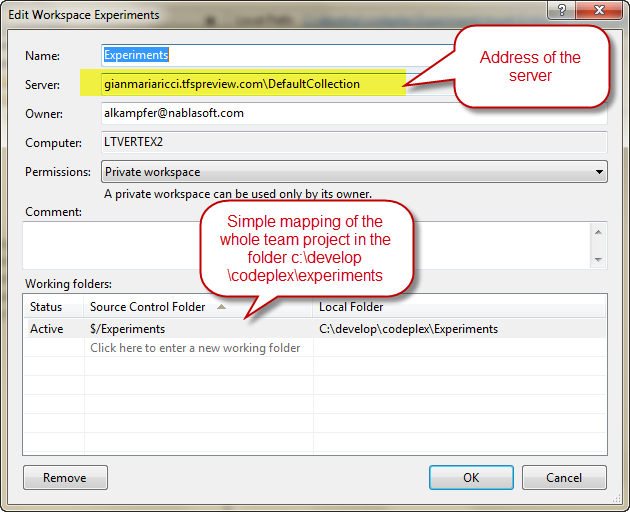 Edit Workspace Experiments
Name:
Experiments
Server:
gianmariaricci.tfspreview.com\DefaultCollection
Address of the
server
Owner:
alkampfer@nablasoft.com
Computer:
LTVERTEX2
Permissions:
Private workspace
A private workspace can be used only by its owner.
Comment:
Simple mapping of the
whole team project in the
folder c:\develop
\codeplex\experiments
Working folders:
Status Source Control Folder Local Folder
Active $/Experiments C:\develop\codeplex\Experiments
Click here to enter a new working folder
Remove OK Cancel